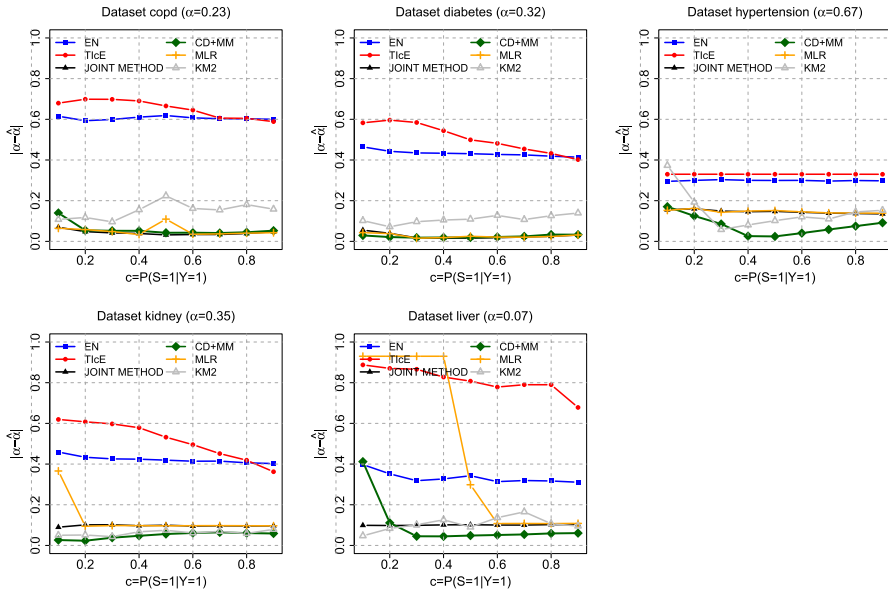 Dataset copd (α=0.23)
|α−α̂|
1.0
0.8
0.6
0.4
0.2
0.0
EN
TIcE
JOINT METHOD
CD+MM
MLR
KM2
0.2 0.4 0.6 0.8
c=P(S=1|Y=1)
Dataset diabetes (α=0.32)
|α−α̂|
1.0
0.8
0.6
0.4
0.2
0.0
EN
TIcE
JOINT METHOD
CD+MM
MLR
KM2
0.2 0.4 0.6 0.8
c=P(S=1|Y=1)
Dataset hypertension (α=0.67)
|α−α̂|
1.0
0.8
0.6
0.4
0.2
0.0
EN
TIcE
JOINT METHOD
CD+MM
MLR
KM2
0.2 0.4 0.6 0.8
c=P(S=1|Y=1)
Dataset kidney (α=0.35)
|α−α̂|
1.0
0.8
0.6
0.4
0.2
0.0
EN
TIcE
JOINT METHOD
CD+MM
MLR
KM2
0.2 0.4 0.6 0.8
c=P(S=1|Y=1)
Dataset liver (α=0.07)
|α−α̂|
1.0
0.8
0.6
0.4
0.2
0.0
EN
TIcE
JOINT METHOD
CD+MM
MLR
KM2
0.2 0.4 0.6 0.8
c=P(S=1|Y=1)